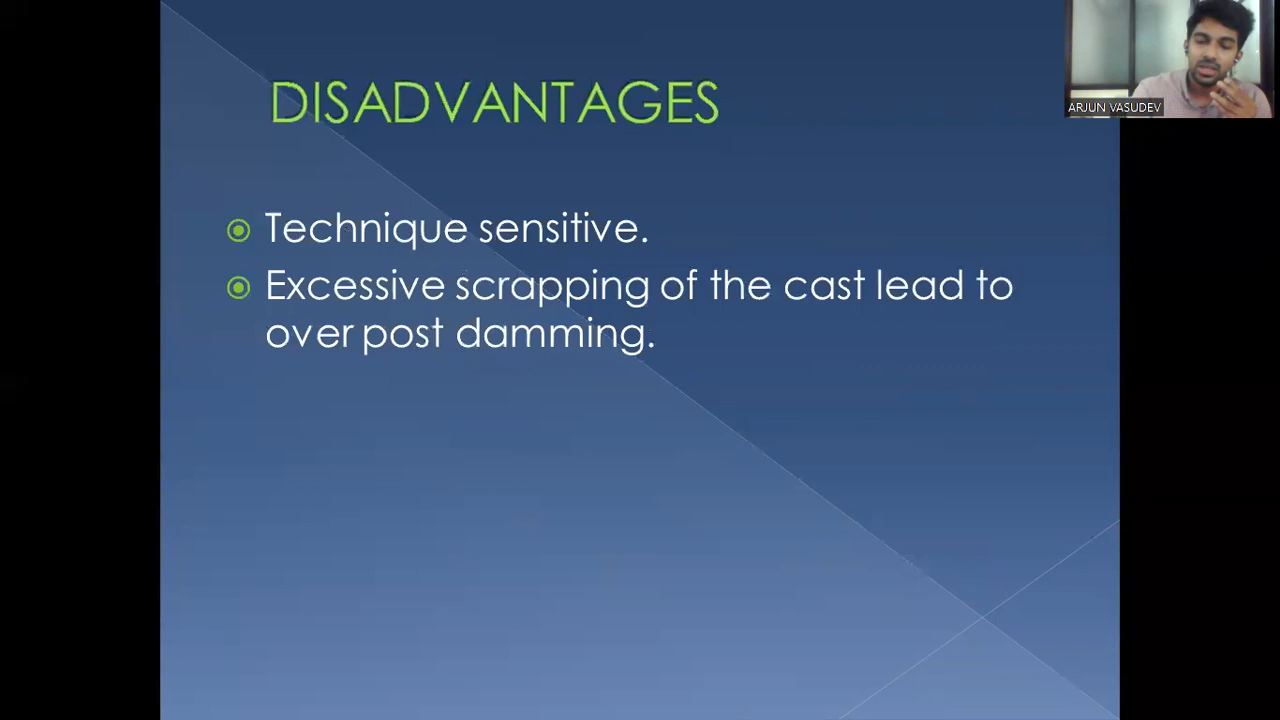 DISADVANTAGES
ARJUN VASUDEV
Technique sensitive.
Excessive scrapping of the cast lead to
over post damming.